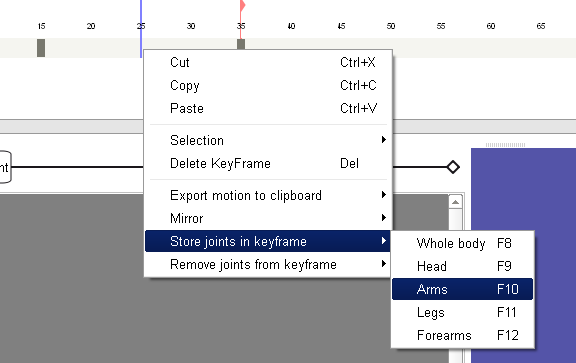 15 20 25 30 35 40 45 50 55 60 65
Cut Ctrl+X
Copy Ctrl+C
Paste Ctrl+V
Selection
Delete KeyFrame Del
nt
Export motion to clipboard
Mirror
Store joints in keyframe
Remove joints from keyframe
Whole body F8
Head F9
Arms F10
Legs F11
Forearms F12